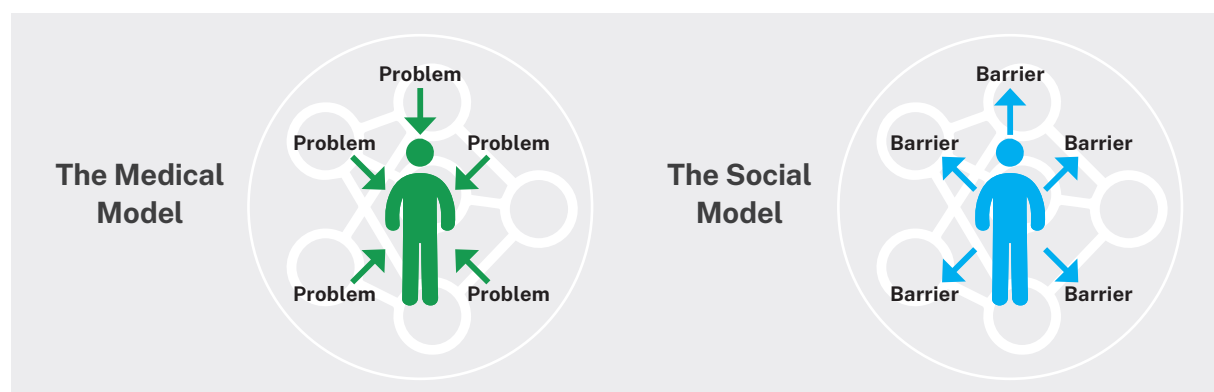 The Medical
Model
Problem
Problem
Problem
Problem
Problem
The Social
Model
Barrier
Barrier
Barrier
Barrier
Barrier